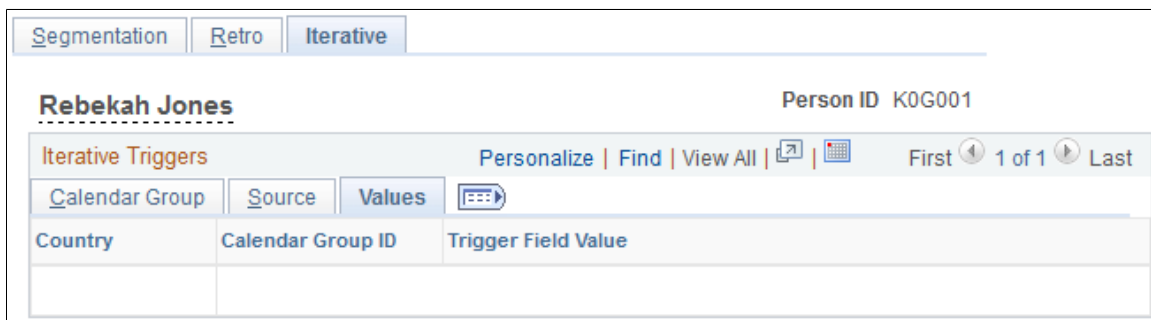 Segmentation Retro Iterative
Rebekah Jones Person ID K0G001
Iterative Triggers Personalize | Find | View All | | First 1 of 1 Last
Calendar Group Source Values
Country Calendar Group ID Trigger Field Value